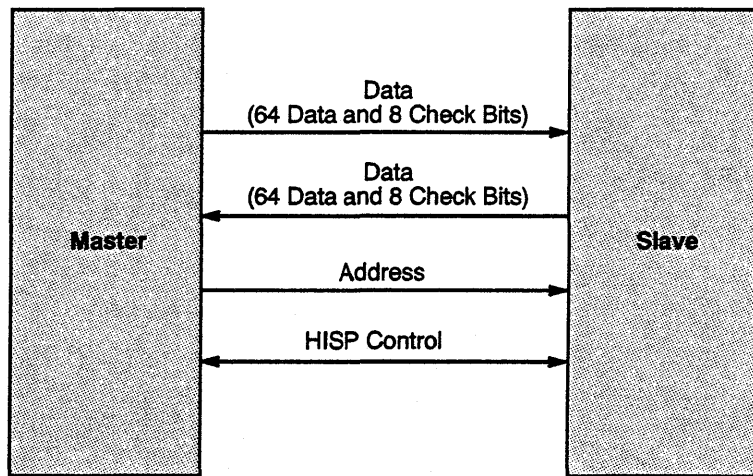 Data
(64 Data and 8 Check Bits)
Data
(64 Data and 8 Check Bits)
Master
Slave
Address
HISP Control